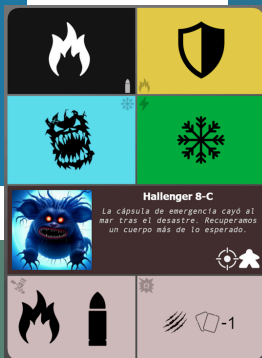 Hallenger 8-C
La cápsula de emergencia cayó al
mar tras el desastre. Recuperamos
un cuerpo más de lo esperado.
-1